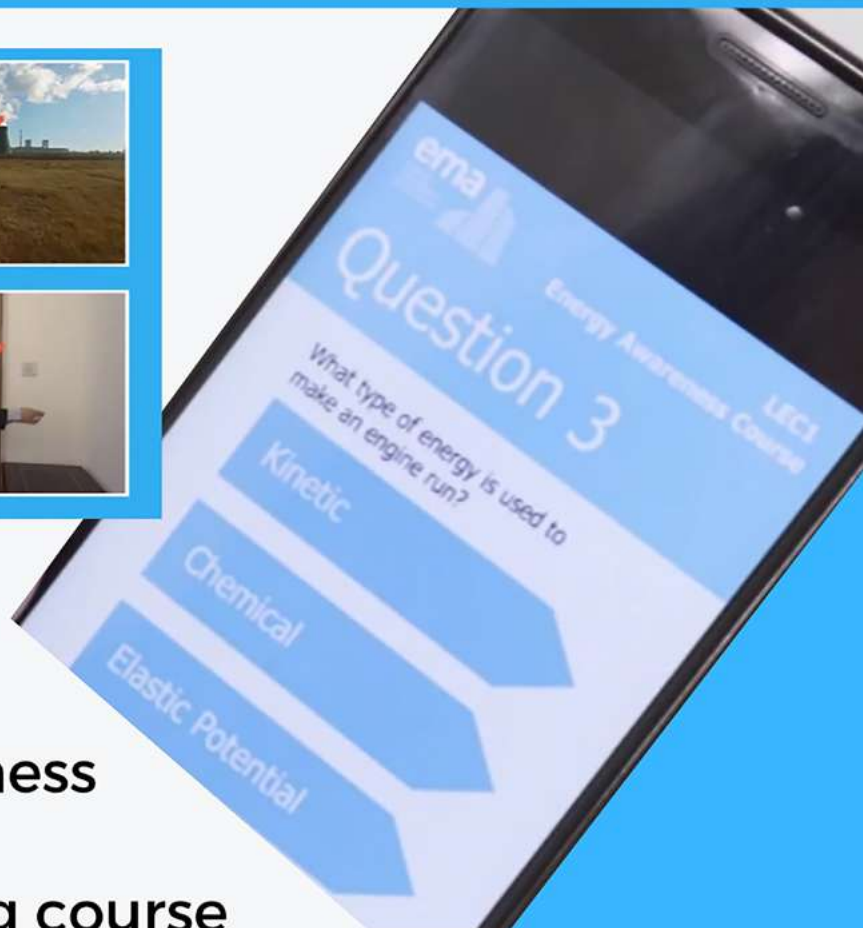 ema
Energy Awareness Course
LEC1
Question 3
What type of energy is used to
make an engine run?
Kinetic
Chemical
Elastic Potential
ness
g course